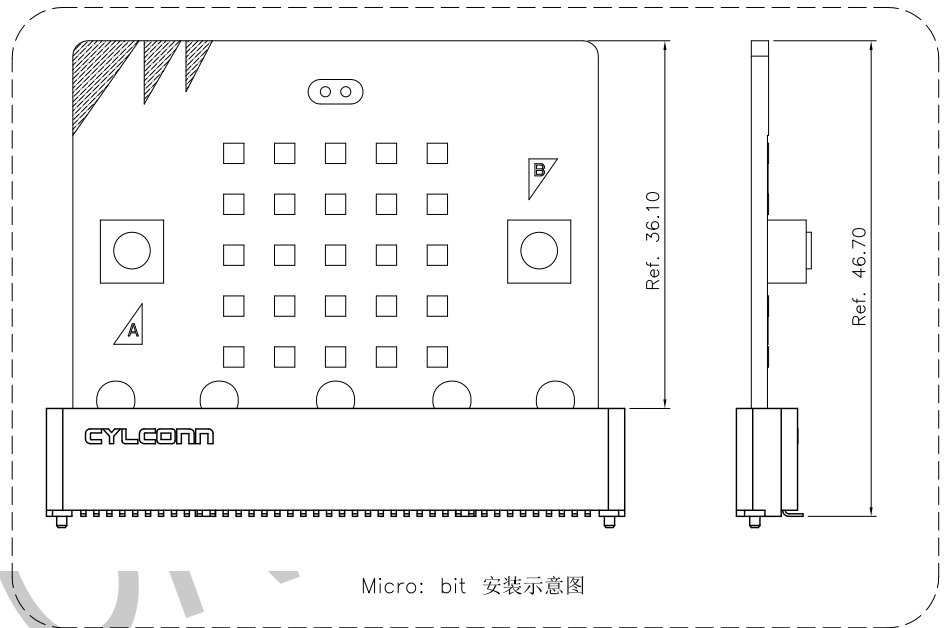 B
A
Ref. 36.10
Ref. 46.70
CYLCONN
Micro: bit 安装示意图